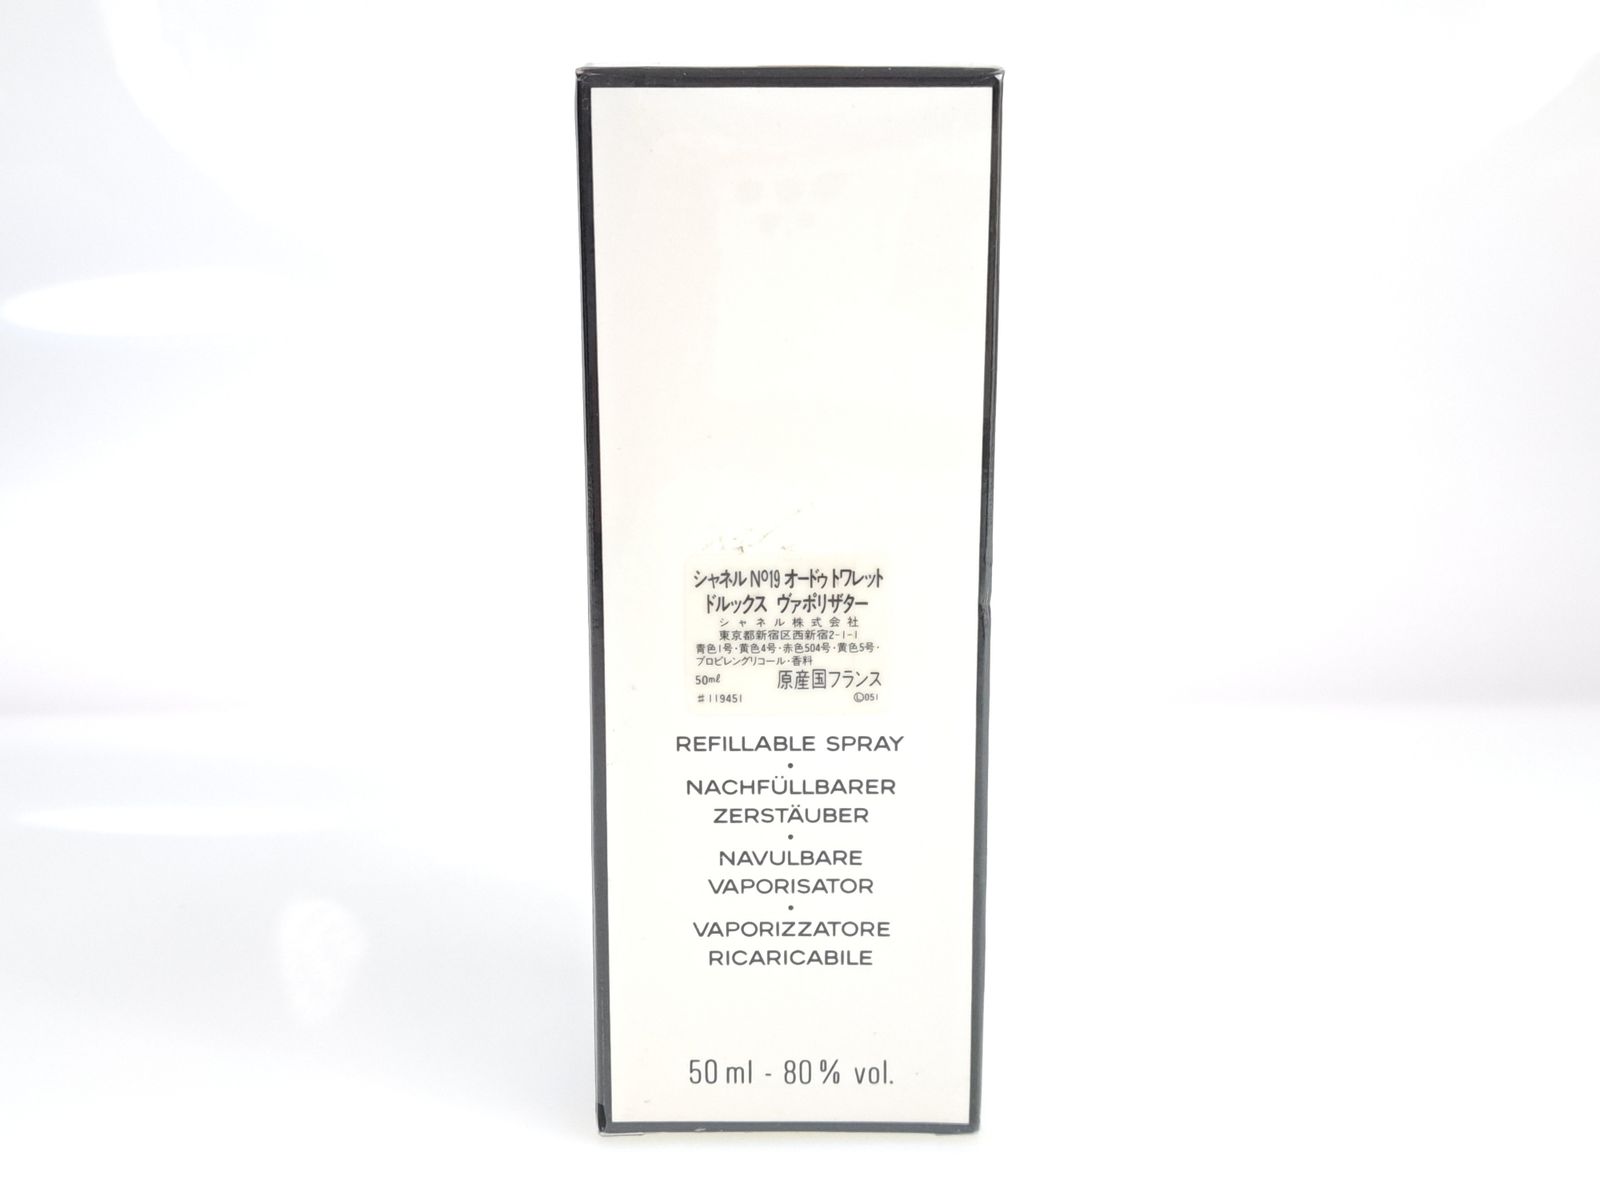 シャネル Nº19 オードゥ トワレット
ドルックス ヴァポリザター
シャネル株式会社
東京都新宿区西新宿2-1-1
青色1号・黄色4号・赤色504号・黄色5号・
プロピレングリコール・香料
50ml 原産国フランス
#119451 Ⓒ051
REFILLABLE SPRAY
•
NACHFÜLLBARER
ZERSTÄUBER
•
NAVULBARE
VAPORISATOR
•
VAPORIZZATORE
RICARICABILE
50 ml - 80 % vol.